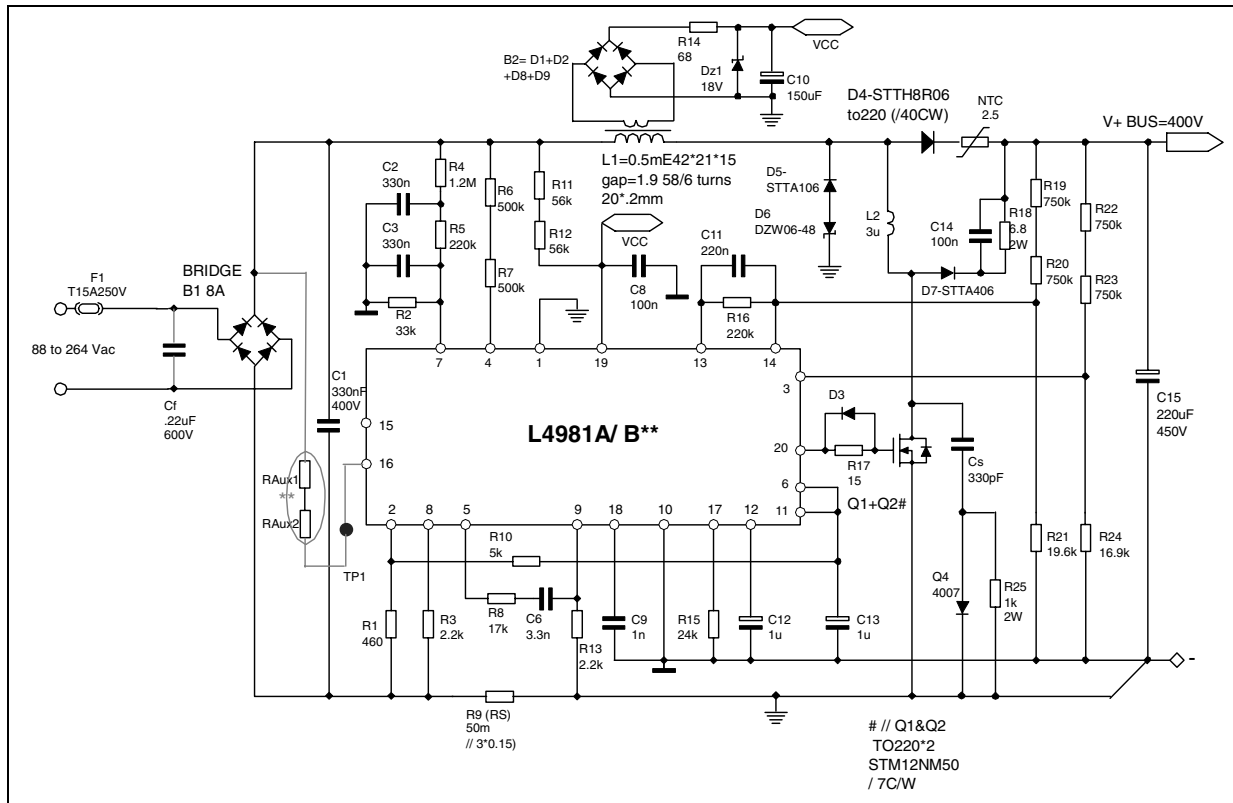 B2= D1+D2
+D8+D9
R14
68
VCC
Dz1
18V
C10
150uF
D4-STTH8R06
to220 (/40CW)
NTC
2.5
V+ BUS=400V
L1=0.5mE42*21*15
gap=1.9 58/6 turns
20*.2mm
C2
330n
R4
1.2M
R6
500k
R11
56k
C3
330n
R5
220k
R12
56k
VCC
C8
100n
C11
220n
R16
220k
R7
500k
R2
33k
D5-
STTA106
D6
DZW06-48
L2
3u
C14
100n
R18
6.8
2W
D7-STTA406
R19
750k
R22
750k
R20
750k
R23
750k
F1
T15A250V
BRIDGE
B1 8A
88 to 264 Vac
Cf
.22uF
600V
C1
330nF
400V
RAux1
**
RAux2
TP1
7
4
1
19
13
14
3
15
16
L4981A/ B**
20
6
11
2
8
5
9
18
10
17
12
D3
R17
15
Q1+Q2#
Cs
330pF
C15
220uF
450V
R10
5k
R1
460
R3
2.2k
R8
17k
C6
3.3n
R13
2.2k
C9
1n
R15
24k
C12
1u
C13
1u
Q4
4007
R25
1k
2W
R21
19.6k
R24
16.9k
-
R9 (RS)
50m
// 3*0.15)
# // Q1&Q2
TO220*2
STM12NM50
/ 7C/W